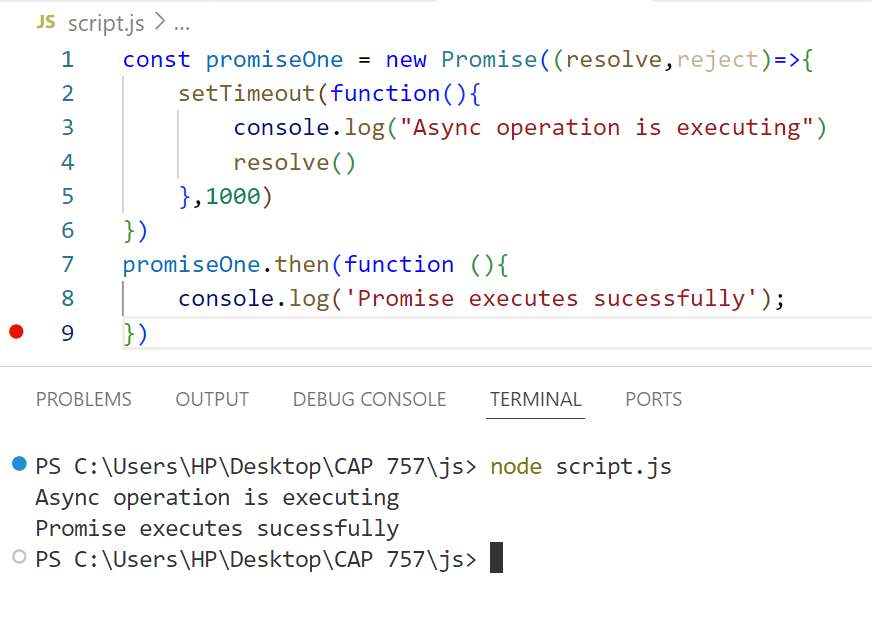 JS script.js > ...
1 const promiseOne = new Promise((resolve,reject)=>{
2     setTimeout(function(){
3         console.log("Async operation is executing")
4         resolve()
5     },1000)
6 })
7 promiseOne.then(function (){
8     console.log('Promise executes sucessfully');
9 })
PROBLEMS OUTPUT DEBUG CONSOLE TERMINAL PORTS
PS C:\Users\HP\Desktop\CAP 757\js> node script.js
Async operation is executing
Promise executes sucessfully
PS C:\Users\HP\Desktop\CAP 757\js>